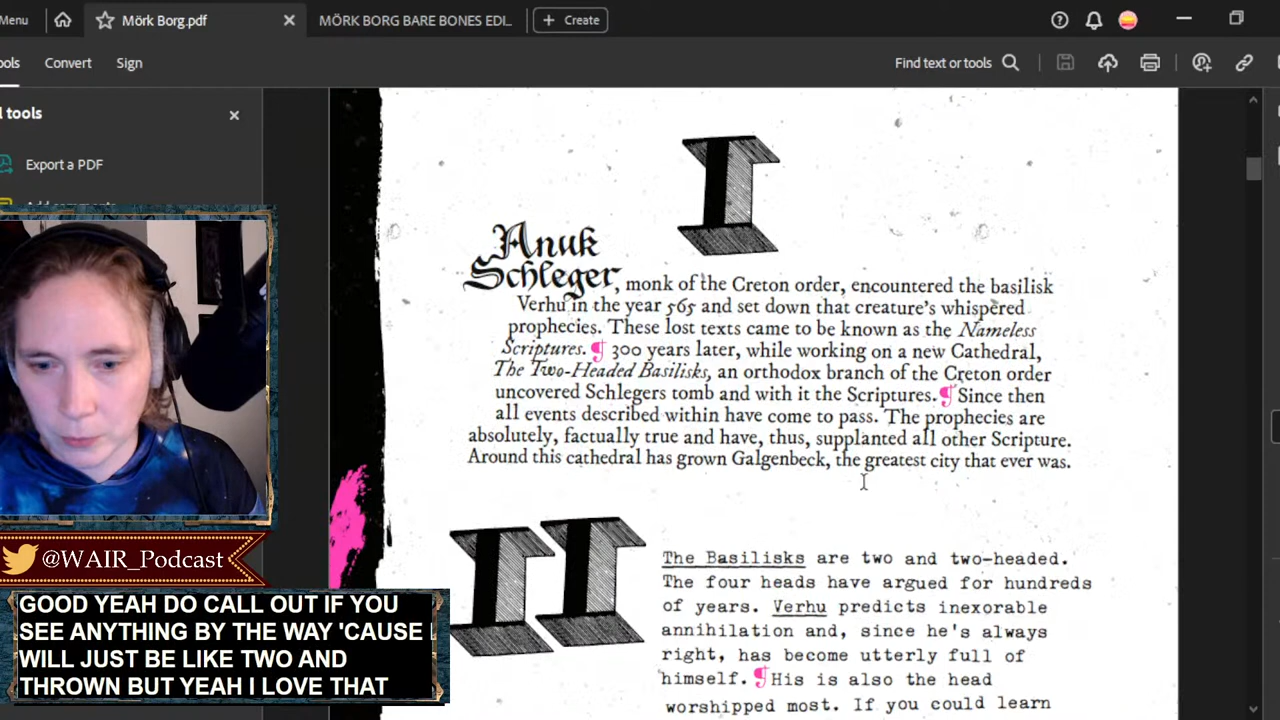 Menu
Mörk Borg.pdf
MÖRK BORG BARE BONES EDI...
Create
ols
Convert
Sign
Find text or tools
l tools
Export a PDF
I
Anuk
Schleger, monk of the Creton order, encountered the basilisk
Verhu in the year 565 and set down that creature's whispered
prophecies. These lost texts came to be known as the Nameless
Scriptures. ¶ 300 years later, while working on a new Cathedral,
The Two-Headed Basilisks, an orthodox branch of the Creton order
uncovered Schlegers tomb and with it the Scriptures. ¶ Since then
all events described within have come to pass. The prophecies are
absolutely, factually true and have, thus, supplanted all other Scripture.
Around this cathedral has grown Galgenbeck, the greatest city that ever was.
II
The Basilisks are two and two-headed.
The four heads have argued for hundreds
of years. Verhu predicts inexorable
annihilation and, since he's always
right, has become utterly full of
himself. ¶ His is also the head
worshipped most. If you could learn
@WAIR_Podcast
GOOD YEAH DO CALL OUT IF YOU
SEE ANYTHING BY THE WAY 'CAUSE I
WILL JUST BE LIKE TWO AND
THROWN BUT YEAH I LOVE THAT